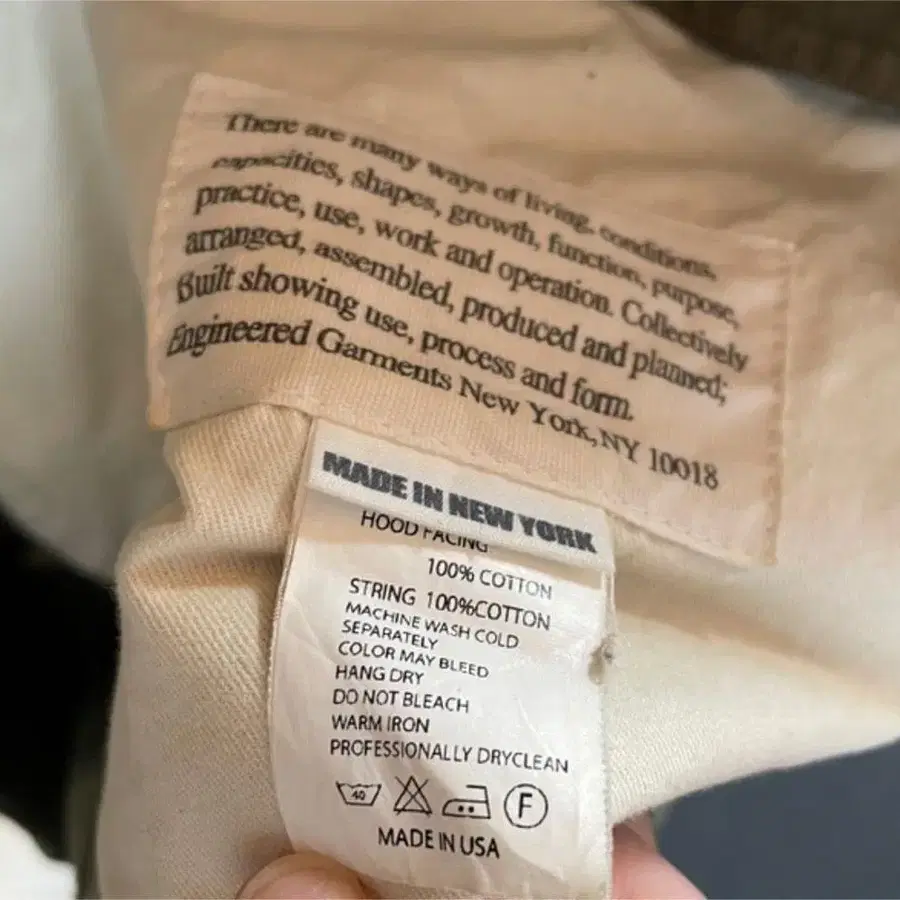 There are many ways of living, conditions,
capacities, shapes, growth, function, purpose,
practice, use, work and operation. Collectively
arranged, assembled, produced and planned;
Built showing use, process and form.
Engineered Garments New York, NY 10018
MADE IN NEW YORK
HOOD FACING
100% COTTON
STRING 100%COTTON
MACHINE WASH COLD
SEPARATELY
COLOR MAY BLEED
HANG DRY
DO NOT BLEACH
WARM IRON
PROFESSIONALLY DRYCLEAN
40 F
MADE IN USA